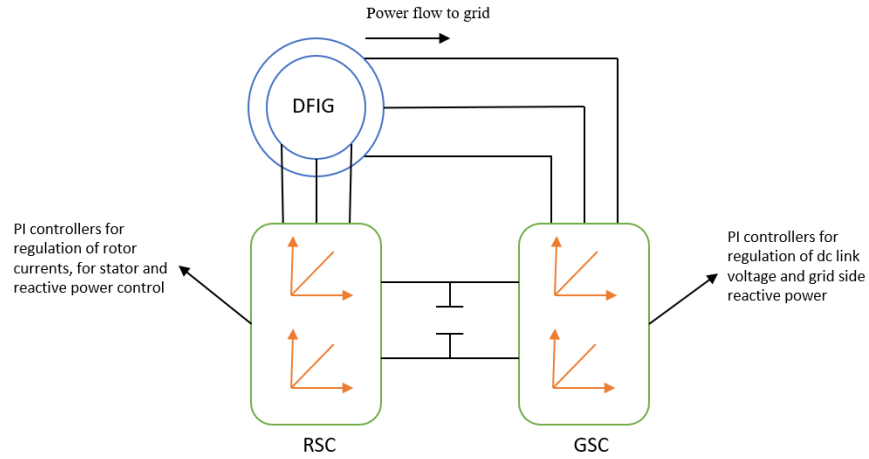 Power flow to grid
DFIG
PI controllers for
regulation of rotor
currents, for stator and
reactive power control
PI controllers for
regulation of dc link
voltage and grid side
reactive power
RSC
GSC